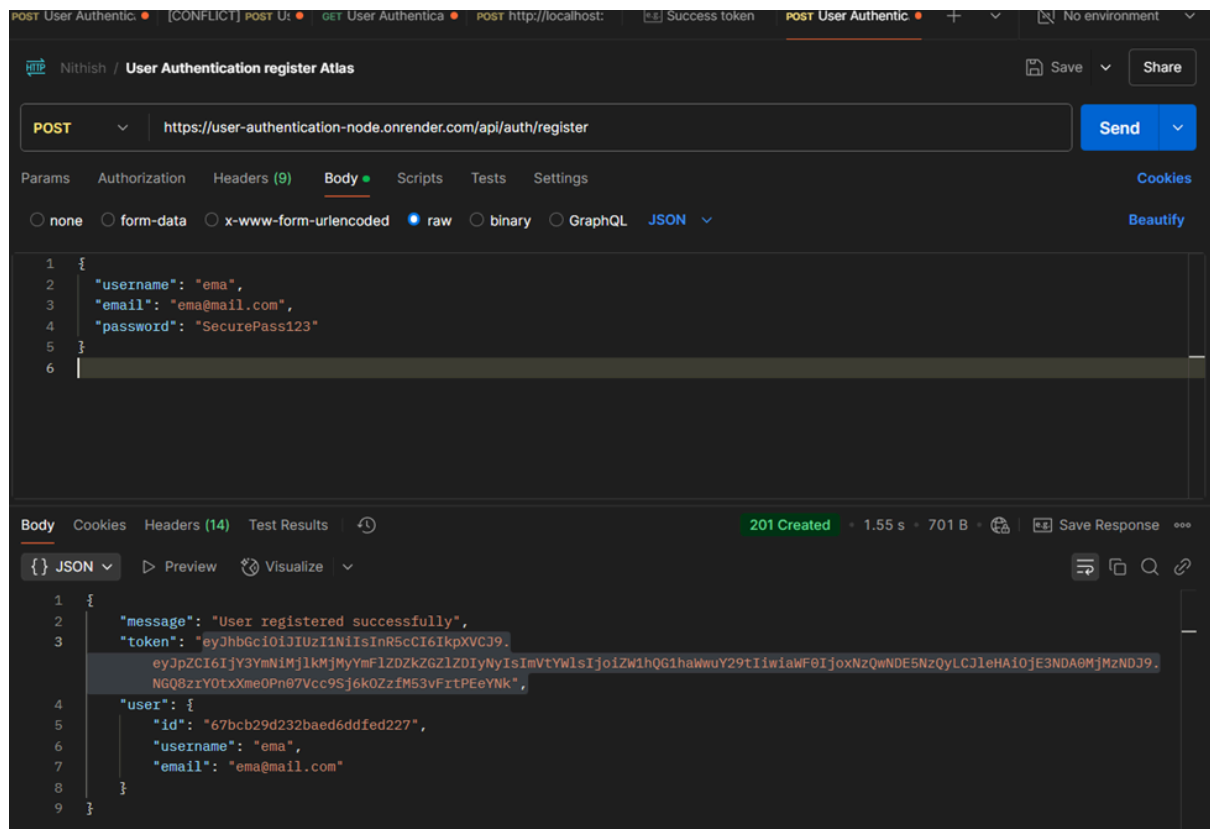 POST User Authentic. [CONFLICT] POST U: GET User Authentica POST http://localhost: e.g. Success token POST User Authentic. No environment
HTTP Nithish / User Authentication register Atlas Save Share
POST https://user-authentication-node.onrender.com/api/auth/register Send
Params Authorization Headers (9) Body Scripts Tests Settings Cookies
none form-data x-www-form-urlencoded raw binary GraphQL JSON Beautify
1 {
2 "username": "ema",
3 "email": "ema@mail.com",
4 "password": "SecurePass123"
5 }
6
Body Cookies Headers (14) Test Results 201 Created 1.55 s 701 B e.g. Save Response
{} JSON Preview Visualize
1 {
2 "message": "User registered successfully",
3 "token": "eyJhbGciOiJIUzI1NiIsInR5cCI6IkpXVCJ9.
eyJpZCI6IjY3YmNiMjlkMjMyYmFlZDZkZGZlZDIyNyIsImVtYWlsIjoiZW1hQG1haWwuY29tIiwiaWF0IjoxNzQwNDE5NzQyLCJleHAiOjE3NDA0MjMzNDJ9.
NGQ8zrYOtxXmeOPn07Vcc9Sj6kOZzfM53vFrtPEeYNk",
4 "user": {
5 "id": "67bcb29d232baed6ddfed227",
6 "username": "ema",
7 "email": "ema@mail.com"
8 }
9 }